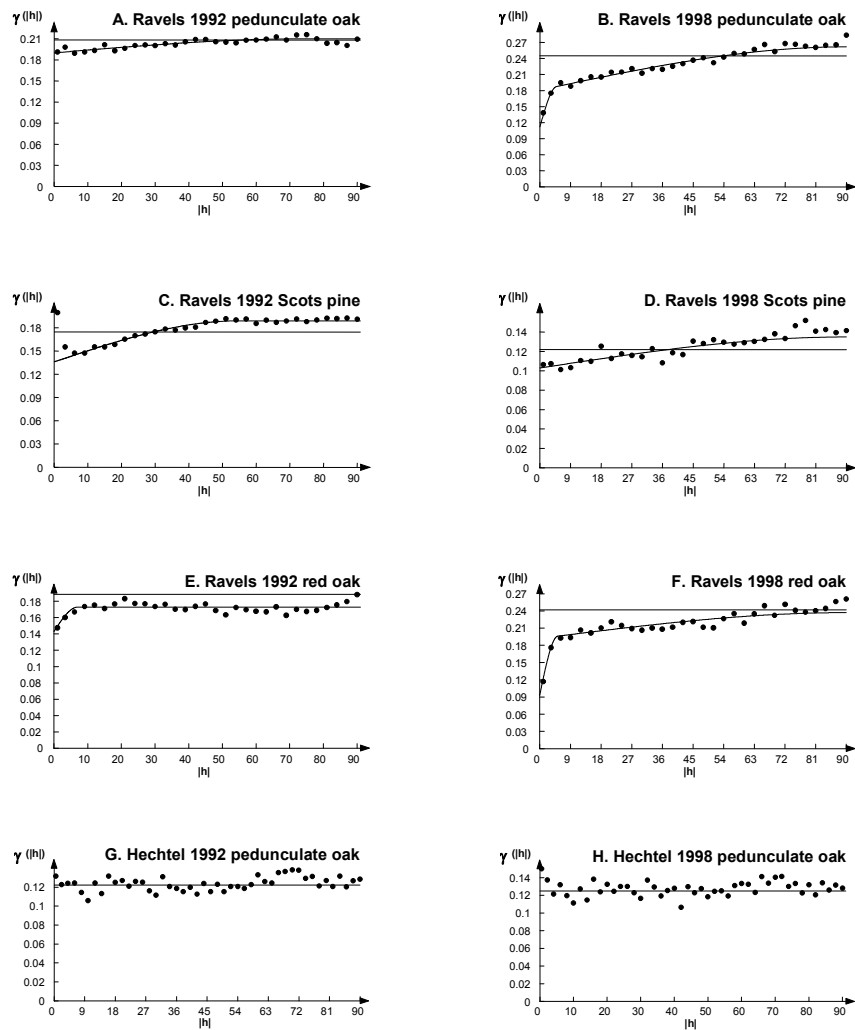 γ (|h|)
A. Ravels 1992 pedunculate oak
0.21
0.18
0.15
0.12
0.09
0.06
0.03
0
0 10 20 30 40 50 60 70 80 90
|h|
γ (|h|)
B. Ravels 1998 pedunculate oak
0.27
0.24
0.21
0.18
0.15
0.12
0.09
0.06
0.03
0
0 9 18 27 36 45 54 63 72 81 90
|h|
γ (|h|)
C. Ravels 1992 Scots pine
0.18
0.15
0.12
0.09
0.06
0.03
0
0 10 20 30 40 50 60 70 80 90
|h|
γ (|h|)
D. Ravels 1998 Scots pine
0.14
0.12
0.1
0.08
0.06
0.04
0.02
0
0 9 18 27 36 45 54 63 72 81 90
|h|
γ (|h|)
E. Ravels 1992 red oak
0.18
0.16
0.14
0.12
0.1
0.08
0.06
0.04
0.02
0
0 10 20 30 40 50 60 70 80 90
|h|
γ (|h|)
F. Ravels 1998 red oak
0.27
0.24
0.21
0.18
0.15
0.12
0.09
0.06
0.03
0
0 9 18 27 36 45 54 63 72 81 90
|h|
γ (|h|)
G. Hechtel 1992 pedunculate oak
0.12
0.1
0.08
0.06
0.04
0.02
0
0 9 18 27 36 45 54 63 72 81 90
|h|
γ (|h|)
H. Hechtel 1998 pedunculate oak
0.14
0.12
0.1
0.08
0.06
0.04
0.02
0
0 10 20 30 40 50 60 70 80 90
|h|